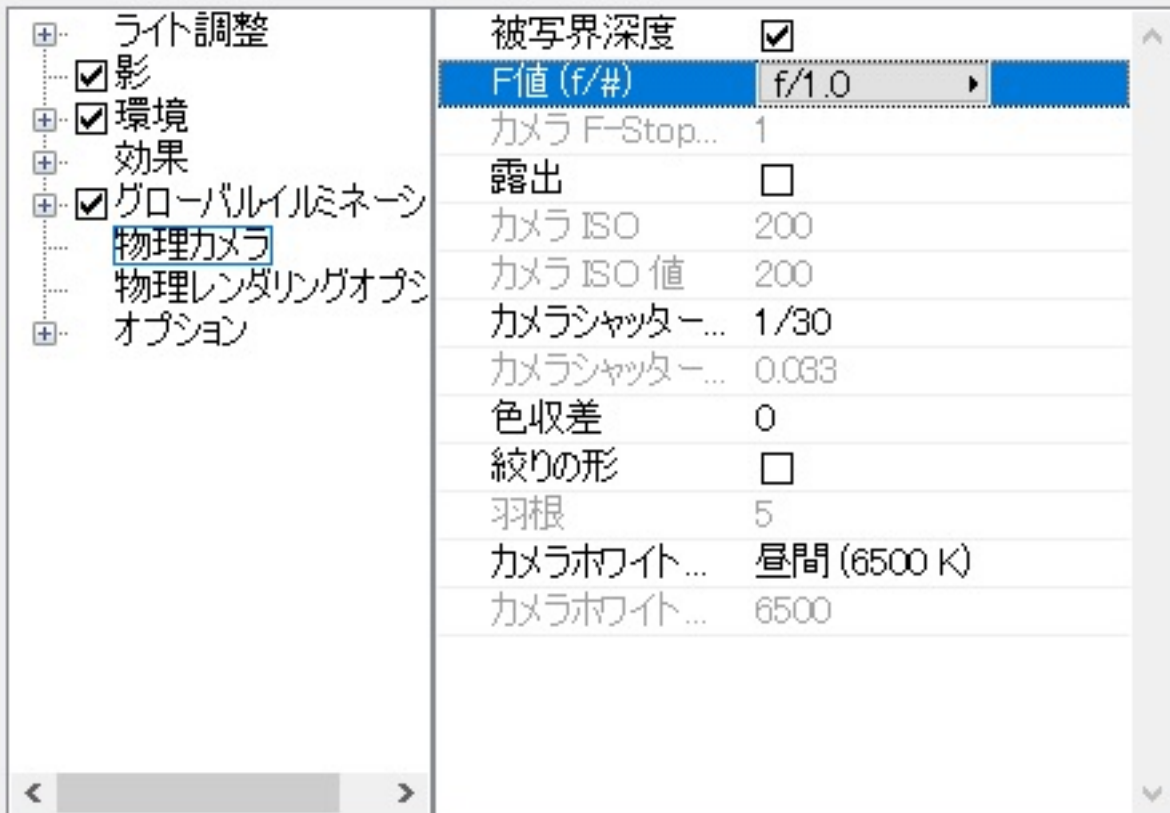 ライト調整
影
環境
効果
グローバルイルミネーシ
物理カメラ
物理レンダリングオプシ
オプション
被写界深度
F値 (f/#) f/1.0
カメラ F-Stop... 1
露出
カメラ ISO 200
カメラ ISO 値 200
カメラシャッター... 1/30
カメラシャッター... 0.033
色収差 0
絞りの形
羽根 5
カメラホワイト... 昼間 (6500 K)
カメラホワイト... 6500